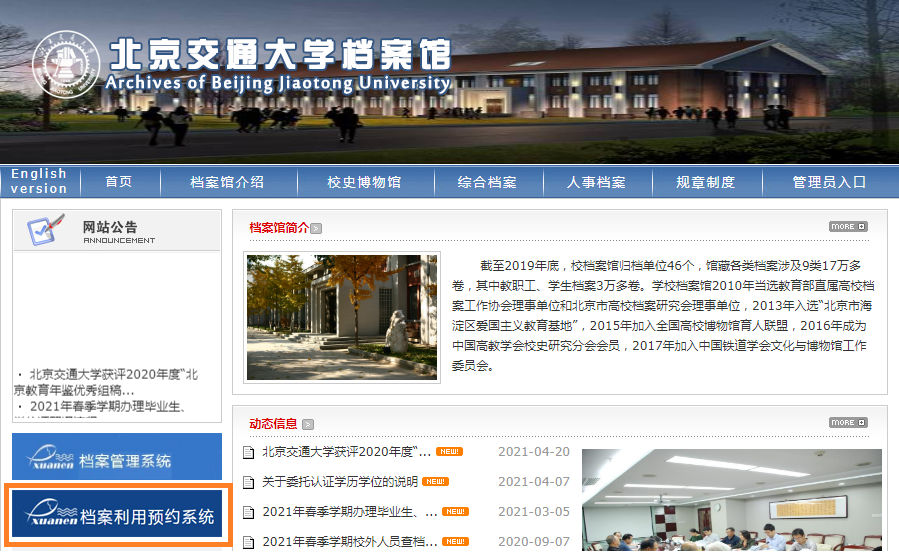 北京交通大学档案馆
Archives of Beijing Jiaotong University
English version
首页
档案馆介绍
校史博物馆
综合档案
人事档案
规章制度
管理员入口
网站公告
ANNOUNCEMENT
· 北京交通大学获评2020年度“北
京教育年鉴优秀组稿...
· 2021年春季学期办理毕业生、
xuanen 档案管理系统
xuanen 档案利用预约系统
档案馆简介
MORE
截至2019年底，校档案馆归档单位46个，馆藏各类档案涉及9类17万多
卷，其中教职工、学生档案3万多卷。学校档案馆2010年当选教育部直属高校档
案工作协会理事单位和北京市高校档案研究会理事单位，2013年入选“北京市海
淀区爱国主义教育基地”，2015年加入全国高校博物馆育人联盟，2016年成为
中国高教学会校史研究分会会员，2017年加入中国铁道学会文化与博物馆工作
委员会。
动态信息
MORE
北京交通大学获评2020年度“... NEW! 2021-04-20
关于委托认证学历学位的说明 NEW! 2021-04-07
2021年春季学期办理毕业生、... NEW! 2021-03-05
2021年春季学期校外人员查档... NEW! 2020-09-07